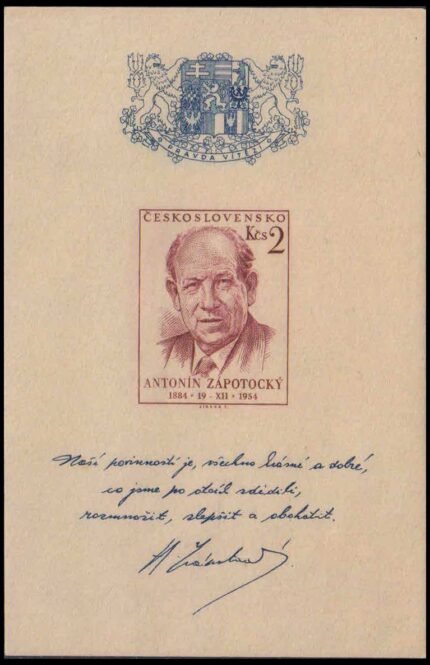 PRAVDA VÍTĚZÍ
ČESKOSLOVENSKO
Kčs 2
ANTONÍN ZÁPOTOCKÝ
1884 • 19 - XII • 1954
Naší povinností je, všechno krásné a dobré,
co jsme po otcích zdědili,
rozmnožit, zlepšit a obohatit.